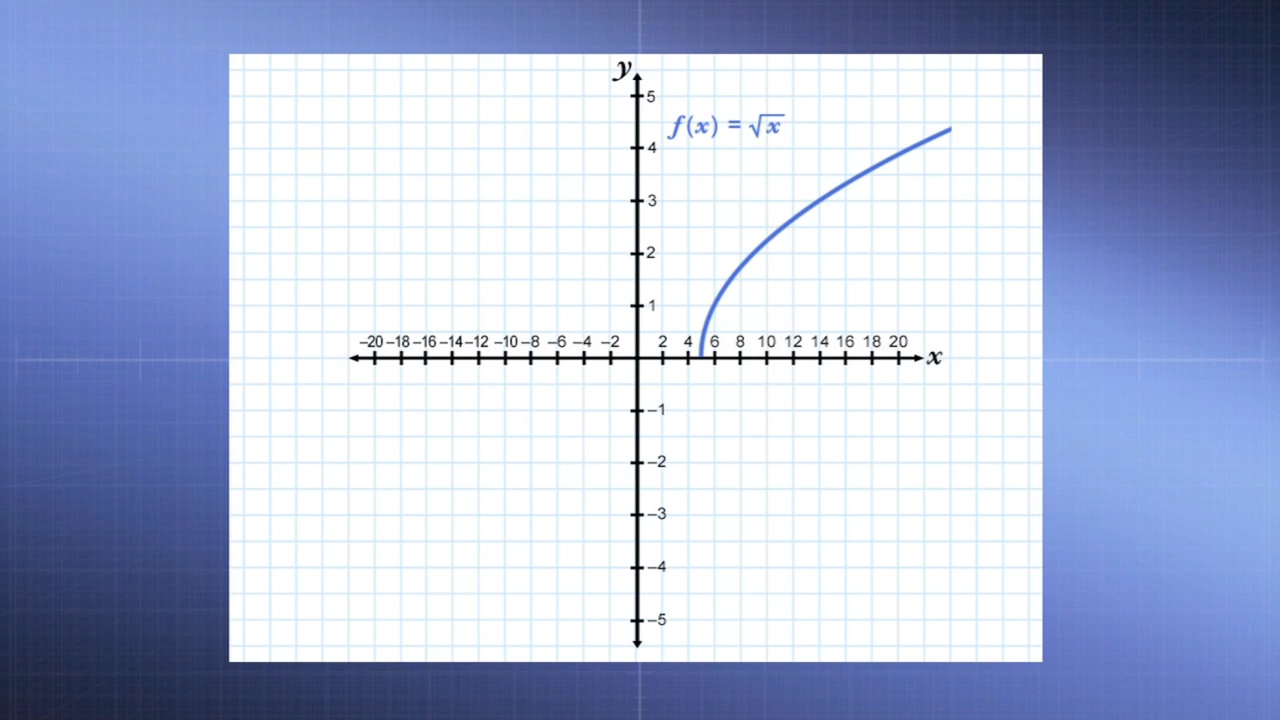 y
5
f(x) = √x
4
3
2
1
–20 –18 –16 –14 –12 –10 –8 –6 –4 –2 2 4 6 8 10 12 14 16 18 20
x
–1
–2
–3
–4
–5